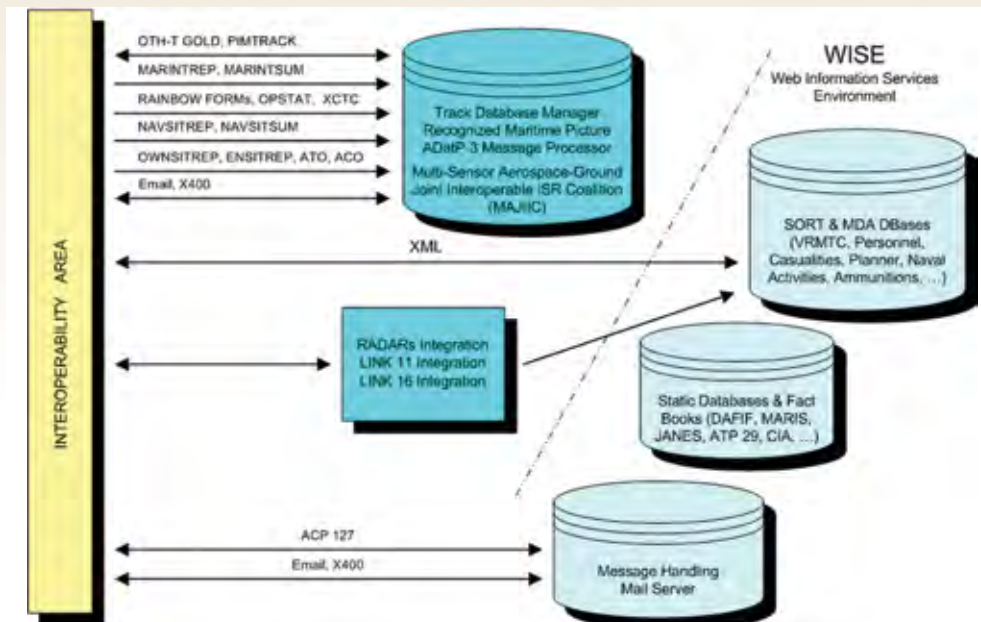 INTEROPERABILITY AREA
OTH-T GOLD, PIMTRACK
MARINTREP, MARINTSUM
RAINBOW FORMs, OPSTAT, XCTC
NAVSITREP, NAVSITSUM
OWNSITREP, ENSITREP, ATO, ACO
Email, X400
Track Database Manager
Recognized Maritime Picture
ADatP-3 Message Processor
Multi-Sensor Aerospace-Ground
Joint Interoperable ISR Coalition
(MAJIIC)
WISE
Web Information Services
Environment
XML
SORT & MDA DBases
(VRMTC, Personnel,
Casualities, Planner, Naval
Activities, Ammunitions, ...)
RADARs Integration
LINK 11 Integration
LINK 16 Integration
Static Databases & Fact
Books (DAFIF, MARIS,
JANES, ATP 29, CIA, ....)
ACP 127
Email, X400
Message Handling
Mail Server